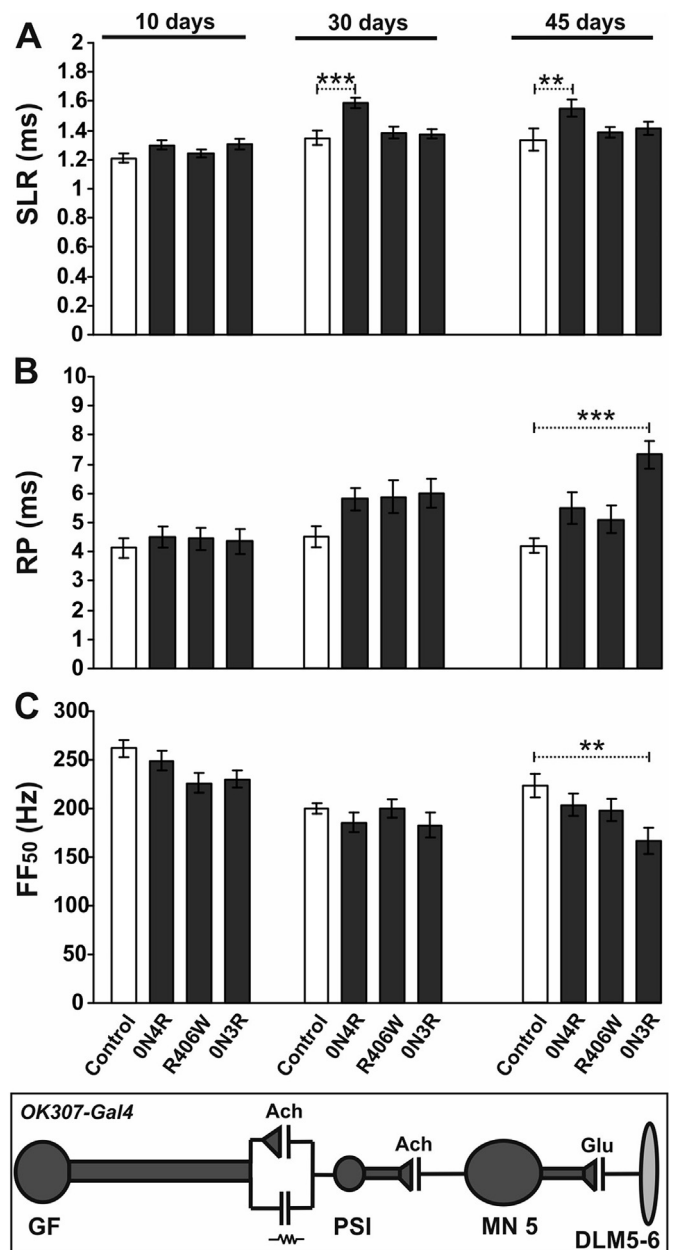 10 days 30 days 45 days
A
SLR (ms)
2
1.8
1.6
1.4
1.2
1
0.8
0.6
0.4
0.2
0
*** **
B
RP (ms)
10
9
8
7
6
5
4
3
2
1
0
***
C
FF50 (Hz)
300
250
200
150
100
50
0
**
Control 0N4R R406W 0N3R Control 0N4R R406W 0N3R Control 0N4R R406W 0N3R
OK307-Gal4
Ach Ach Glu
GF PSI MN 5 DLM5-6